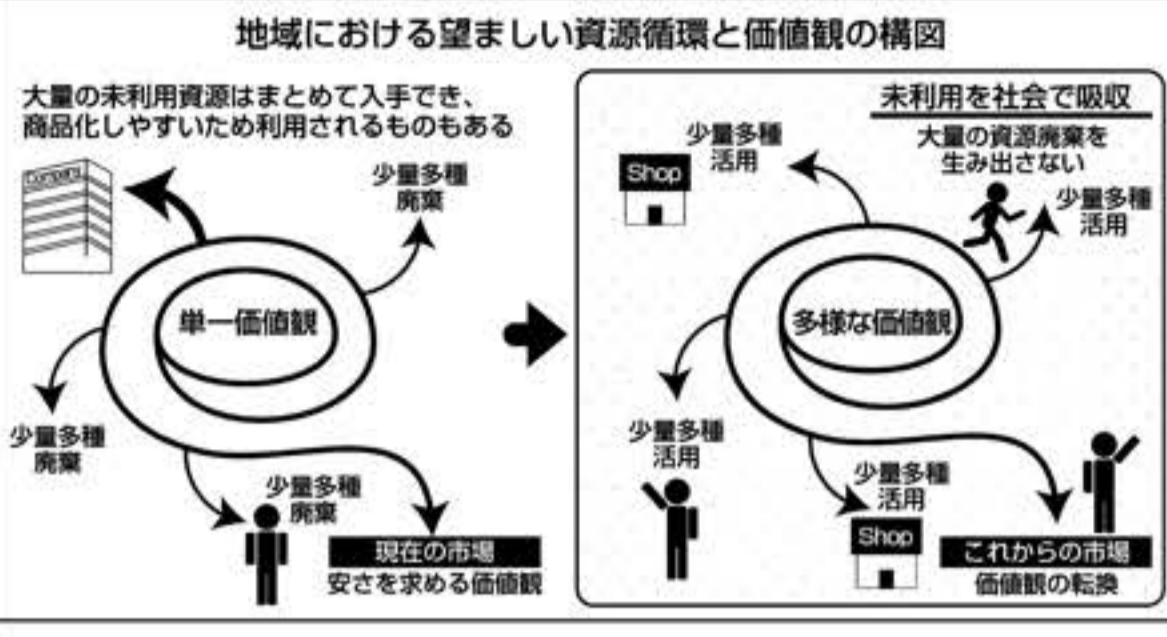 地域における望ましい資源循環と価値観の構図
大量の未利用資源はまとめて入手でき、
商品化しやすいため利用されるものもある
Company
少量多種
廃棄
単一価値観
少量多種
廃棄
少量多種
廃棄
現在の市場
安さを求める価値観
未利用を社会で吸収
大量の資源廃棄を
生み出さない
少量多種
活用
Shop
少量多種
活用
多様な価値観
少量多種
活用
少量多種
活用
Shop
これからの市場
価値観の転換